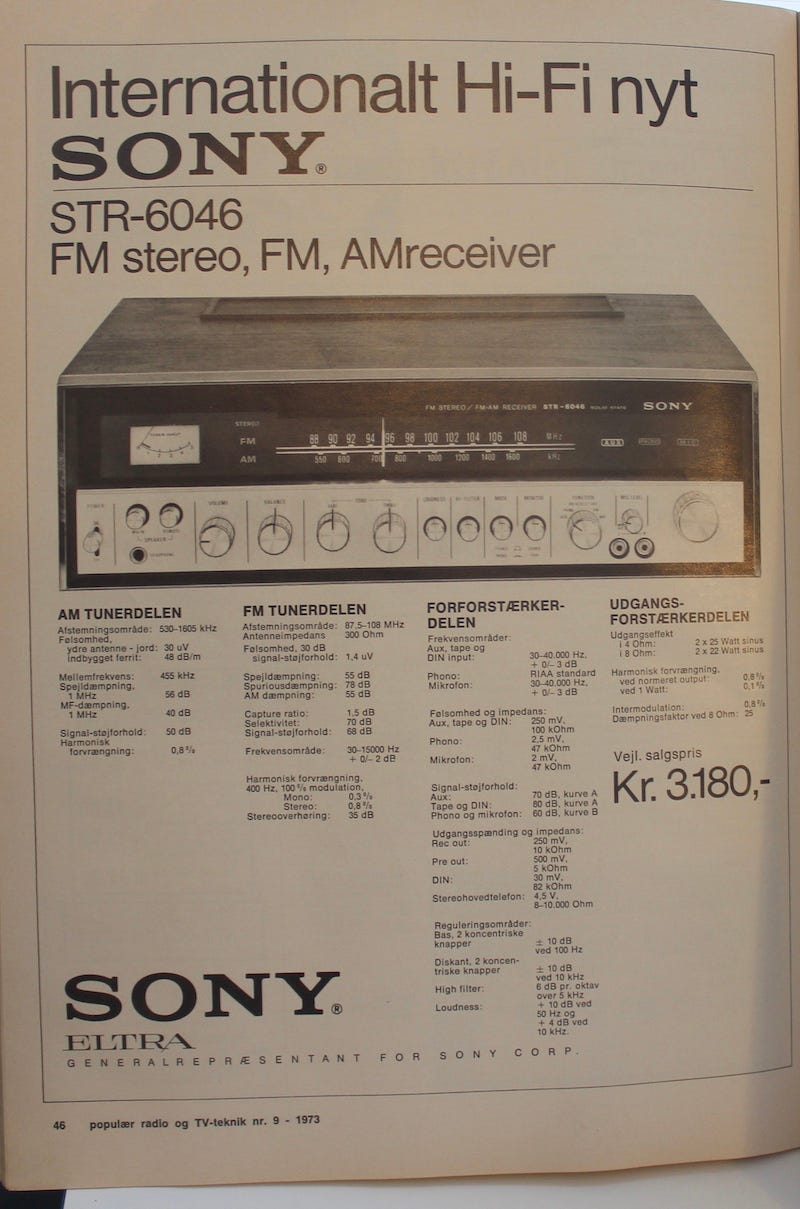 Internationalt Hi-Fi nyt
SONY®
STR-6046
FM stereo, FM, AMreceiver
FM STEREO / FM-AM RECEIVER STR-6046 SOLID STATE SONY
STEREO
FM 88 90 92 94 96 98 100 102 104 106 108 MHz
AM 550 600 700 800 1000 1200 1400 1600 kHz
AUX
POWER
VOLUME
BALANCE
LOUDNESS
MODE
MONITOR
FUNCTION
MIC LEVEL
SPEAKER
AM TUNERDELEN
Afstemningsområde: 530–1605 kHz
Følsomhed,
ydre antenne - jord: 30 uV
indbygget ferrit: 48 dB/m
Mellemfrekvens: 455 kHz
Spejldæmpning,
1 MHz 56 dB
MF-dæmpning,
1 MHz 40 dB
Signal-støjforhold: 50 dB
Harmonisk
forvrængning: 0,8 %
FM TUNERDELEN
Afstemningsområde: 87,5–108 MHz
Antenneimpedans 300 Ohm
Følsomhed, 30 dB
signal-støjforhold: 1,4 uV
Spejldæmpning: 55 dB
Spuriousdæmpning: 78 dB
AM dæmpning: 55 dB
Capture ratio: 1,5 dB
Selektivitet: 70 dB
Signal-støjforhold: 68 dB
Frekvensområde: 30–15000 Hz
+ 0/– 2 dB
Harmonisk forvrængning,
400 Hz, 100 % modulation,
Mono: 0,3 %
Stereo: 0,8 %
Stereooverhøring: 35 dB
FORFORSTÆRKER-
DELEN
Frekvensområder:
Aux, tape og
DIN input: 30–40.000 Hz,
+ 0/– 3 dB
Phono: RIAA standard
Mikrofon: 30–40.000 Hz,
+ 0/– 3 dB
Følsomhed og impedans:
Aux, tape og DIN: 250 mV,
100 kOhm
Phono: 2,5 mV,
47 kOhm
Mikrofon: 2 mV,
47 kOhm
Signal-støjforhold:
Aux: 70 dB, kurve A
Tape og DIN: 80 dB, kurve A
Phono og mikrofon: 60 dB, kurve B
Udgangsspænding og impedans:
Rec out: 250 mV,
10 kOhm
Pre out: 500 mV,
5 kOhm
DIN: 30 mV,
82 kOhm
Stereohovedtelefon: 4,5 V,
8–10.000 Ohm
Reguleringsområder:
Bas, 2 koncentriske
knapper ± 10 dB
ved 100 Hz
Diskant, 2 koncen-
triske knapper ± 10 dB
ved 10 kHz
High filter: 6 dB pr. oktav
over 5 kHz
Loudness: + 10 dB ved
50 Hz og
+ 4 dB ved
10 kHz.
UDGANGS-
FORSTÆRKERDELEN
Udgangseffekt
i 4 Ohm: 2 x 25 Watt sinus
i 8 Ohm: 2 x 22 Watt sinus
Harmonisk forvrængning,
ved normeret output: 0,8 %
ved 1 Watt: 0,1 %
Intermodulation: 0,8 %
Dæmpningsfaktor ved 8 Ohm: 25
Vejl. salgspris
Kr. 3.180,-
SONY®
ELTRA
GENERALREPRÆSENTANT FOR SONY CORP.
46 populær radio og TV-teknik nr. 9 - 1973